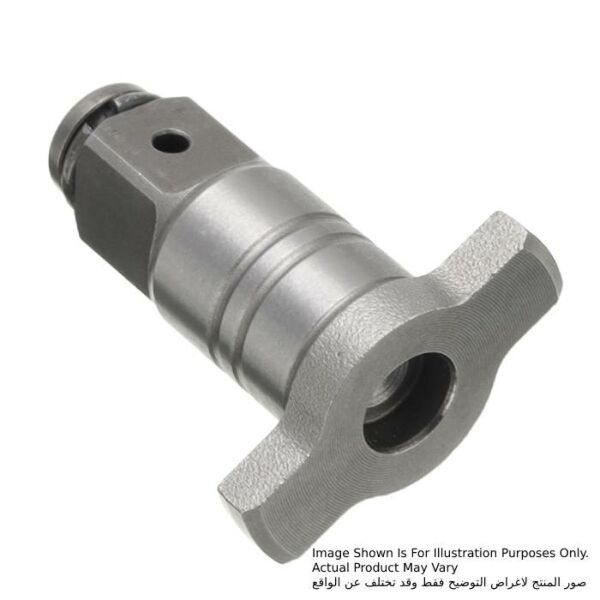 Image Shown Is For Illustration Purposes Only.
Actual Product May Vary
صور المنتج لاغراض التوضيح فقط وقد تختلف عن الواقع